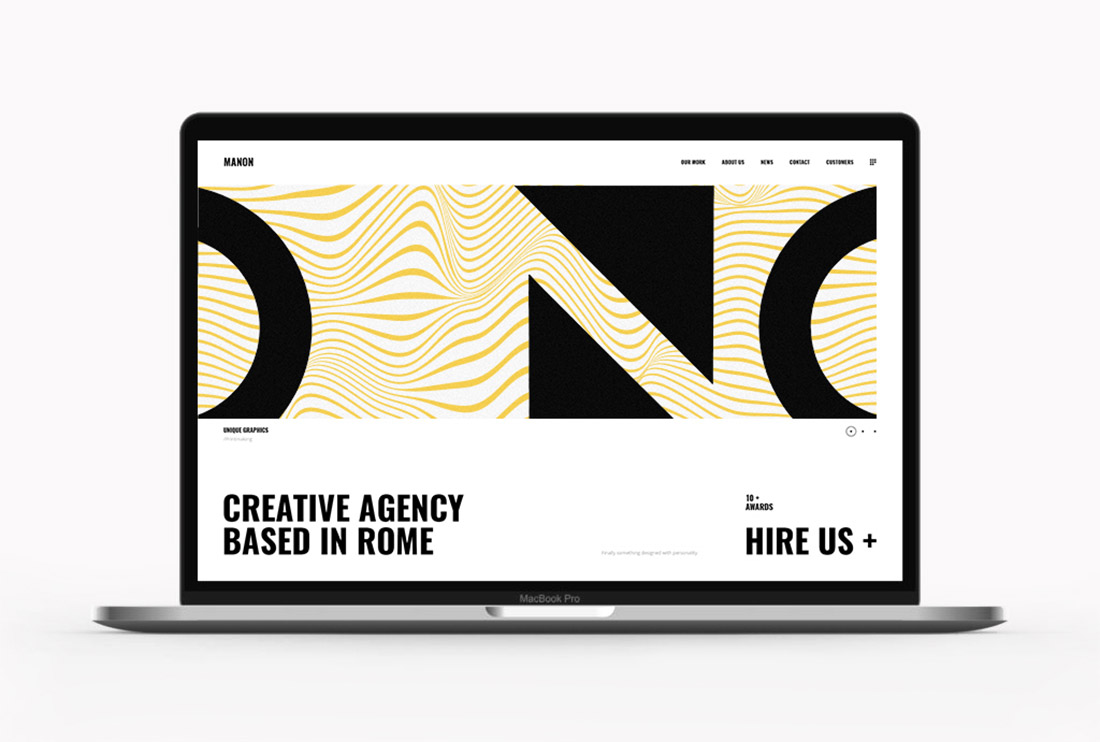 MANON
OUR WORK ABOUT US NEWS CONTACT CUSTOMERS
ONO
UNIQUE GRAPHICS
Finally something designed with personality.
CREATIVE AGENCY
BASED IN ROME
10 +
AWARDS
HIRE US +
MacBook Pro